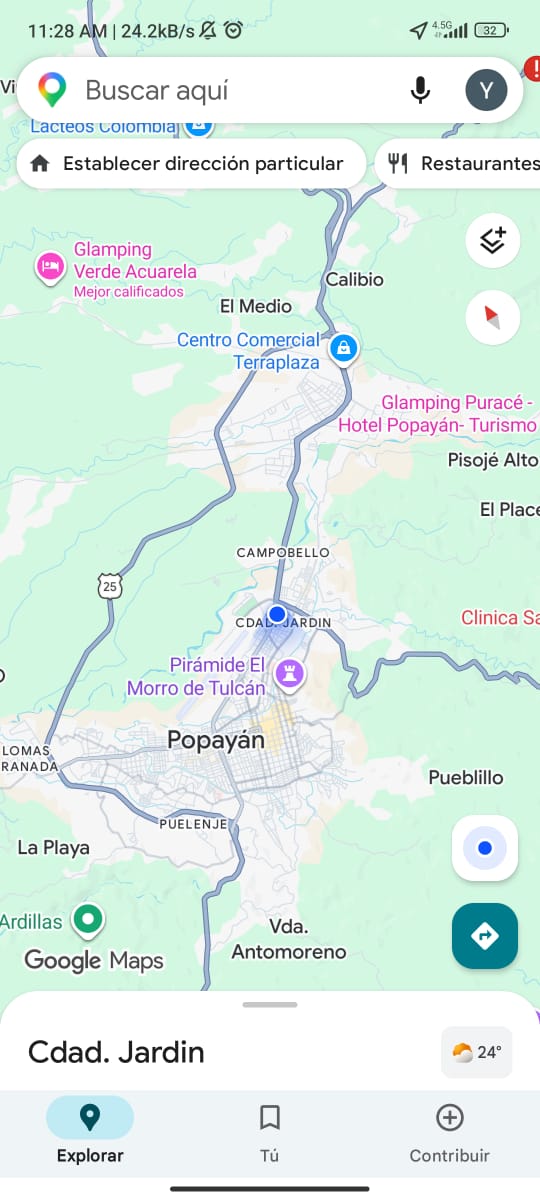 11:28 AM | 24.2kB/s
4.5G
32
Buscar aquí
Y
Lácteos Colombia
Establecer dirección particular
Restaurantes
Glamping
Verde Acuarela
Mejor calificados
Calibio
El Medio
Centro Comercial
Terraplaza
Glamping Puracé -
Hotel Popayán- Turismo
Pisojé Alto
El Place
CAMPOBELLO
25
CDAD. JARDIN
Clinica Sa
Pirámide El
Morro de Tulcán
Popayán
LOMAS
RANADA
Pueblillo
PUELENJE
La Playa
Ardillas
Vda.
Antomoreno
Google Maps
Cdad. Jardin
24°
Explorar
Tú
Contribuir